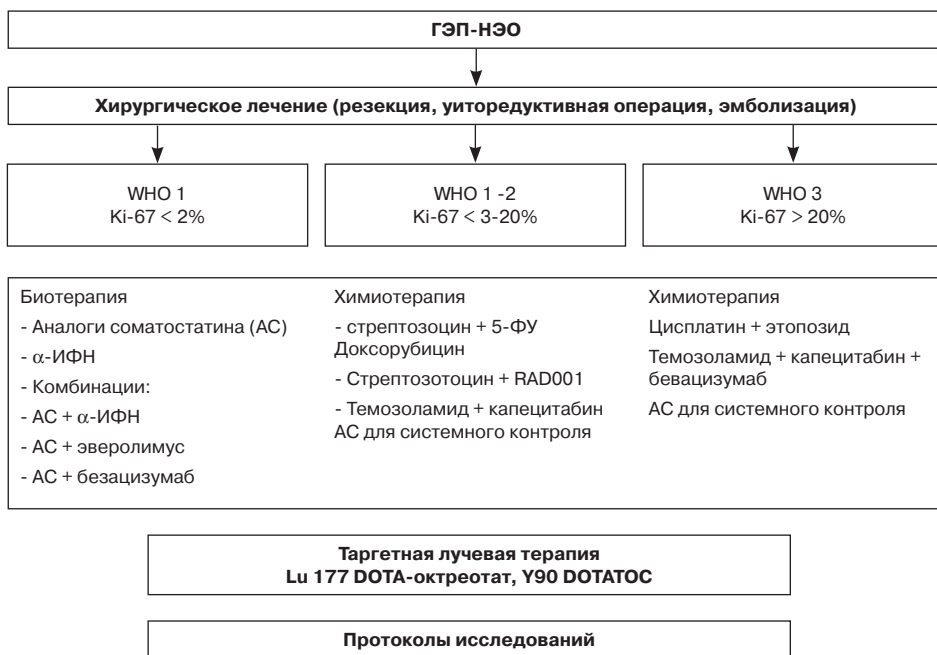 ГЭП-НЭО
Хирургическое лечение (резекция, уиторедуктивная операция, эмболизация)
WHO 1
Ki-67 < 2%
WHO 1 -2
Ki-67 < 3-20%
WHO 3
Ki-67 > 20%
Биотерапия
- Аналоги соматостатина (АС)
- α-ИФН
- Комбинации:
- АС + α-ИФН
- АС + эверолимус
- АС + безацизумаб
Химиотерапия
- стрептозоцин + 5-ФУ
Доксорубицин
- Стрептозотоцин + RAD001
- Темозоламид + капецитабин
АС для системного контроля
Химиотерапия
Цисплатин + этопозид
Темозоламид + капецитабин +
бевацизумаб
АС для системного контроля
Таргетная лучевая терапия
Lu 177 DOTA-октреотат, Y90 DOTATOC
Протоколы исследований